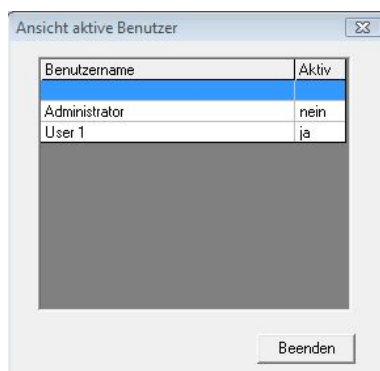 Ansicht aktive Benutzer
Benutzername Aktiv
Administrator nein
User 1 ja
Beenden